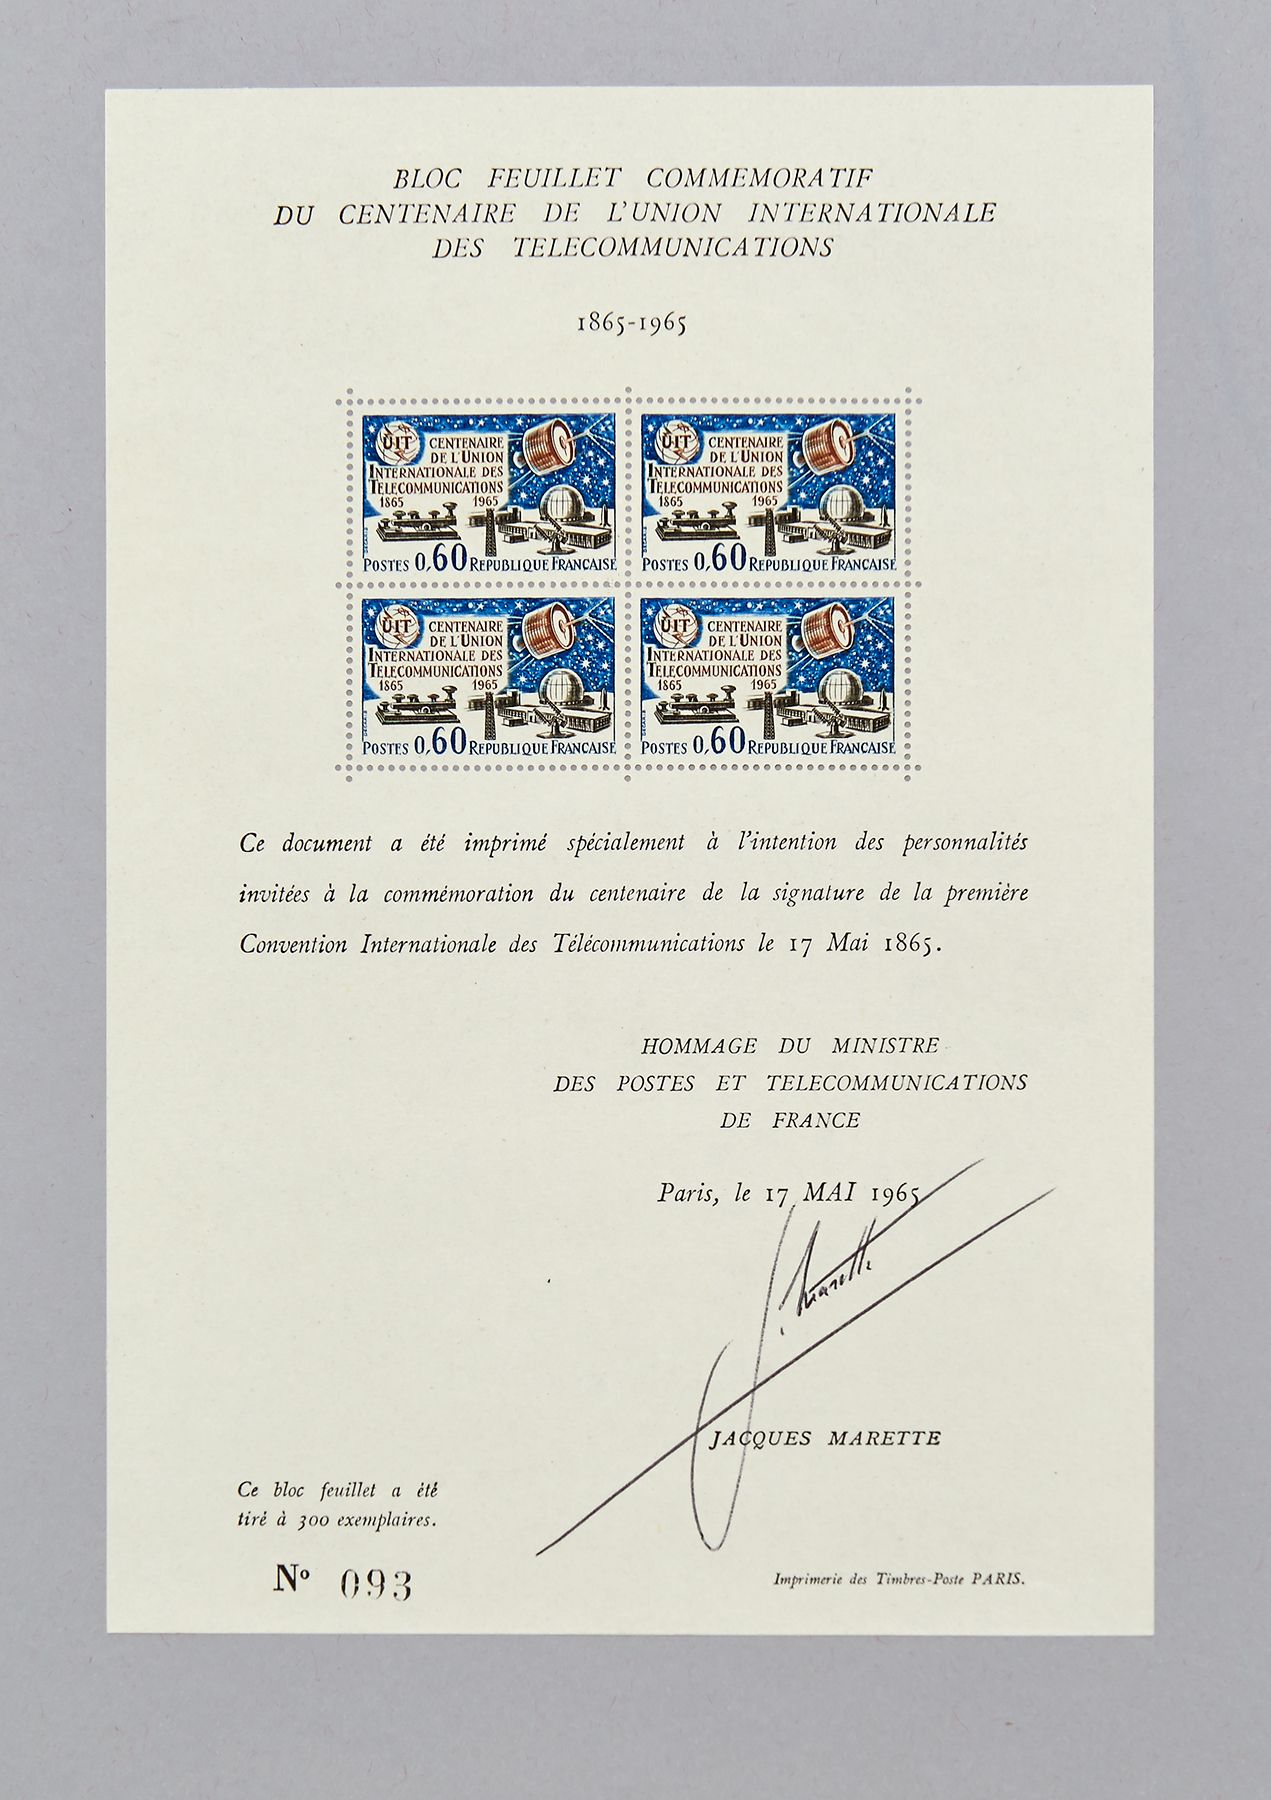 BLOC FEUILLET COMMEMORATIF
DU CENTENAIRE DE L'UNION INTERNATIONALE
DES TELECOMMUNICATIONS
1865-1965
UIT CENTENAIRE
DE L'UNION
INTERNATIONALE DES
TELECOMMUNICATIONS
1865 1965
POSTES 0,60 REPUBLIQUE FRANÇAISE
UIT CENTENAIRE
DE L'UNION
INTERNATIONALE DES
TELECOMMUNICATIONS
1865 1965
POSTES 0,60 REPUBLIQUE FRANÇAISE
UIT CENTENAIRE
DE L'UNION
INTERNATIONALE DES
TELECOMMUNICATIONS
1865 1965
POSTES 0,60 REPUBLIQUE FRANÇAISE
UIT CENTENAIRE
DE L'UNION
INTERNATIONALE DES
TELECOMMUNICATIONS
1865 1965
POSTES 0,60 REPUBLIQUE FRANÇAISE
Ce document a été imprimé spécialement à l'intention des personnalités
invitées à la commémoration du centenaire de la signature de la première
Convention Internationale des Télécommunications le 17 Mai 1865.
HOMMAGE DU MINISTRE
DES POSTES ET TELECOMMUNICATIONS
DE FRANCE
Paris, le 17 MAI 1965
J. Marette
JACQUES MARETTE
Ce bloc feuillet a été
tiré à 300 exemplaires.
Nº 093
Imprimerie des Timbres-Poste PARIS.